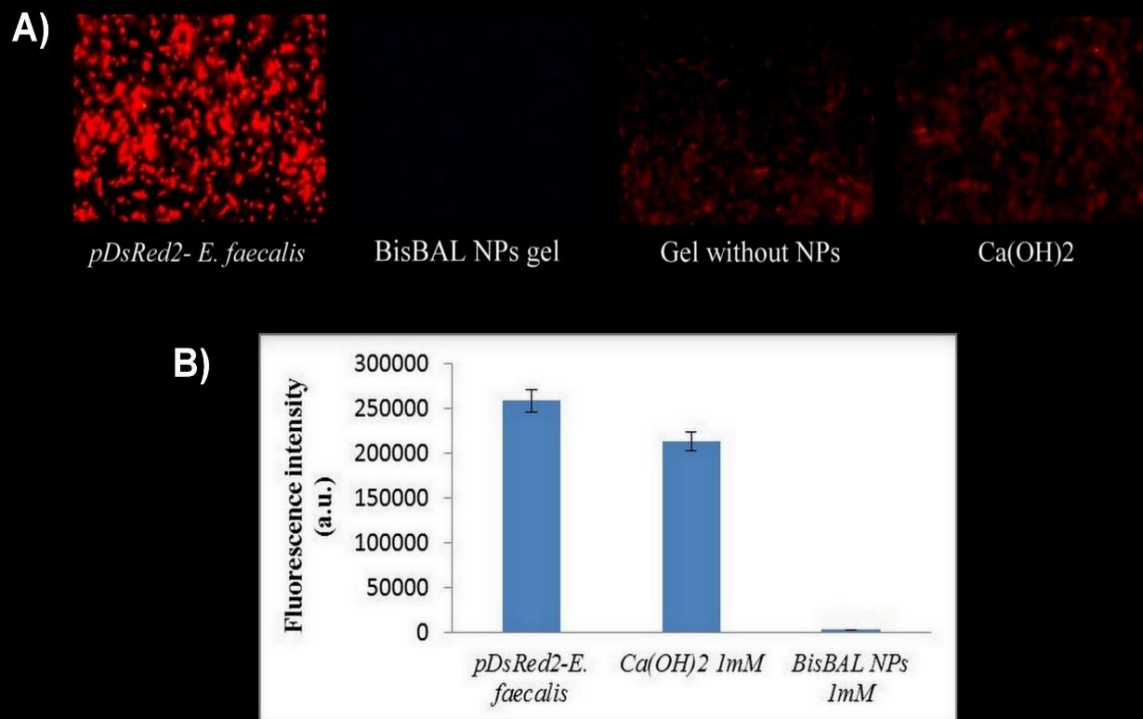 A)
pDsRed2- E. faecalis
BisBAL NPs gel
Gel without NPs
Ca(OH)2
B)
Fluorescence intensity
(a.u.)
300000
250000
200000
150000
100000
50000
0
pDsRed2-E.
faecalis
Ca(OH)2 1mM
BisBAL NPs
1mM